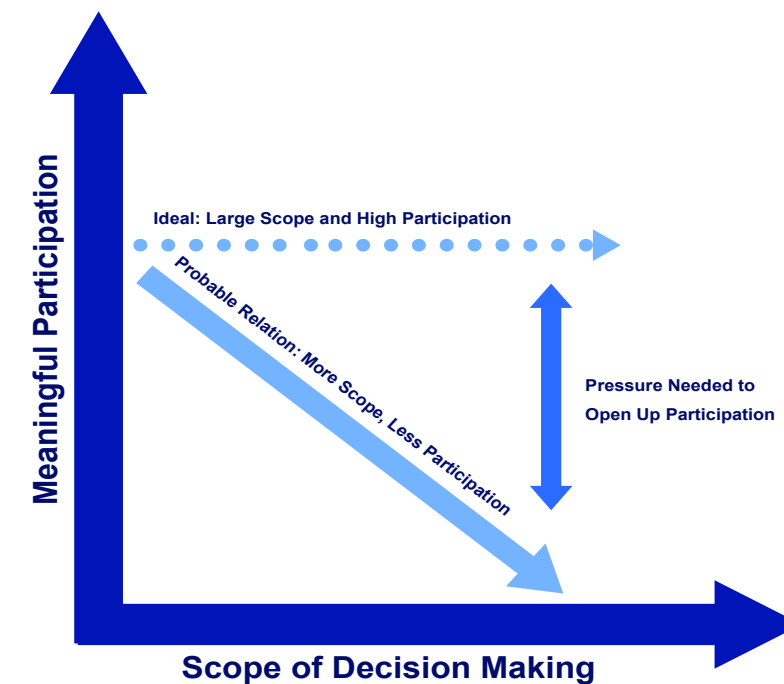 Meaningful Participation
Ideal: Large Scope and High Participation
Probable Relation: More Scope, Less Participation
Pressure Needed to
Open Up Participation
Scope of Decision Making